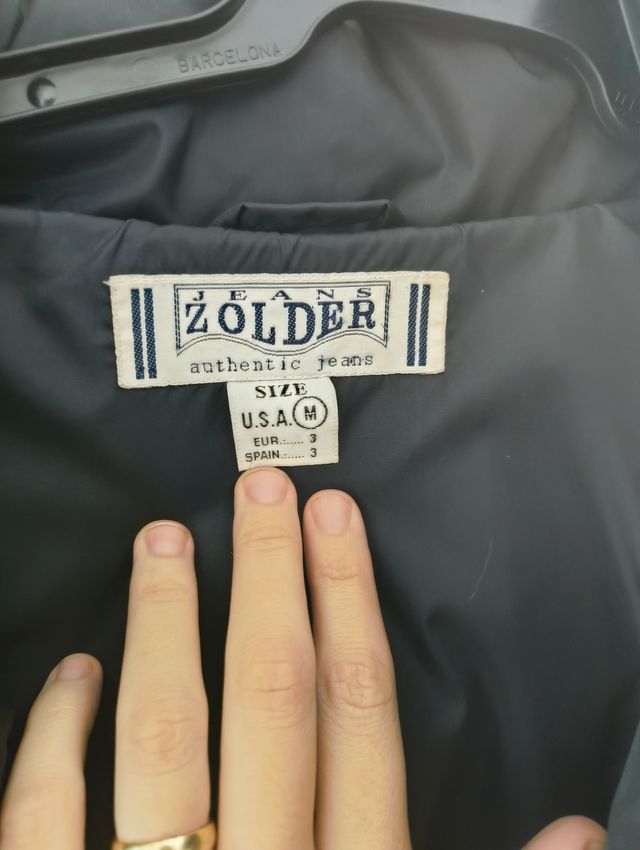 BARCELONA
JEANS
ZOLDER
authentic jeans
SIZE
U.S.A. M
EUR.:..... 3
SPAIN.:..... 3